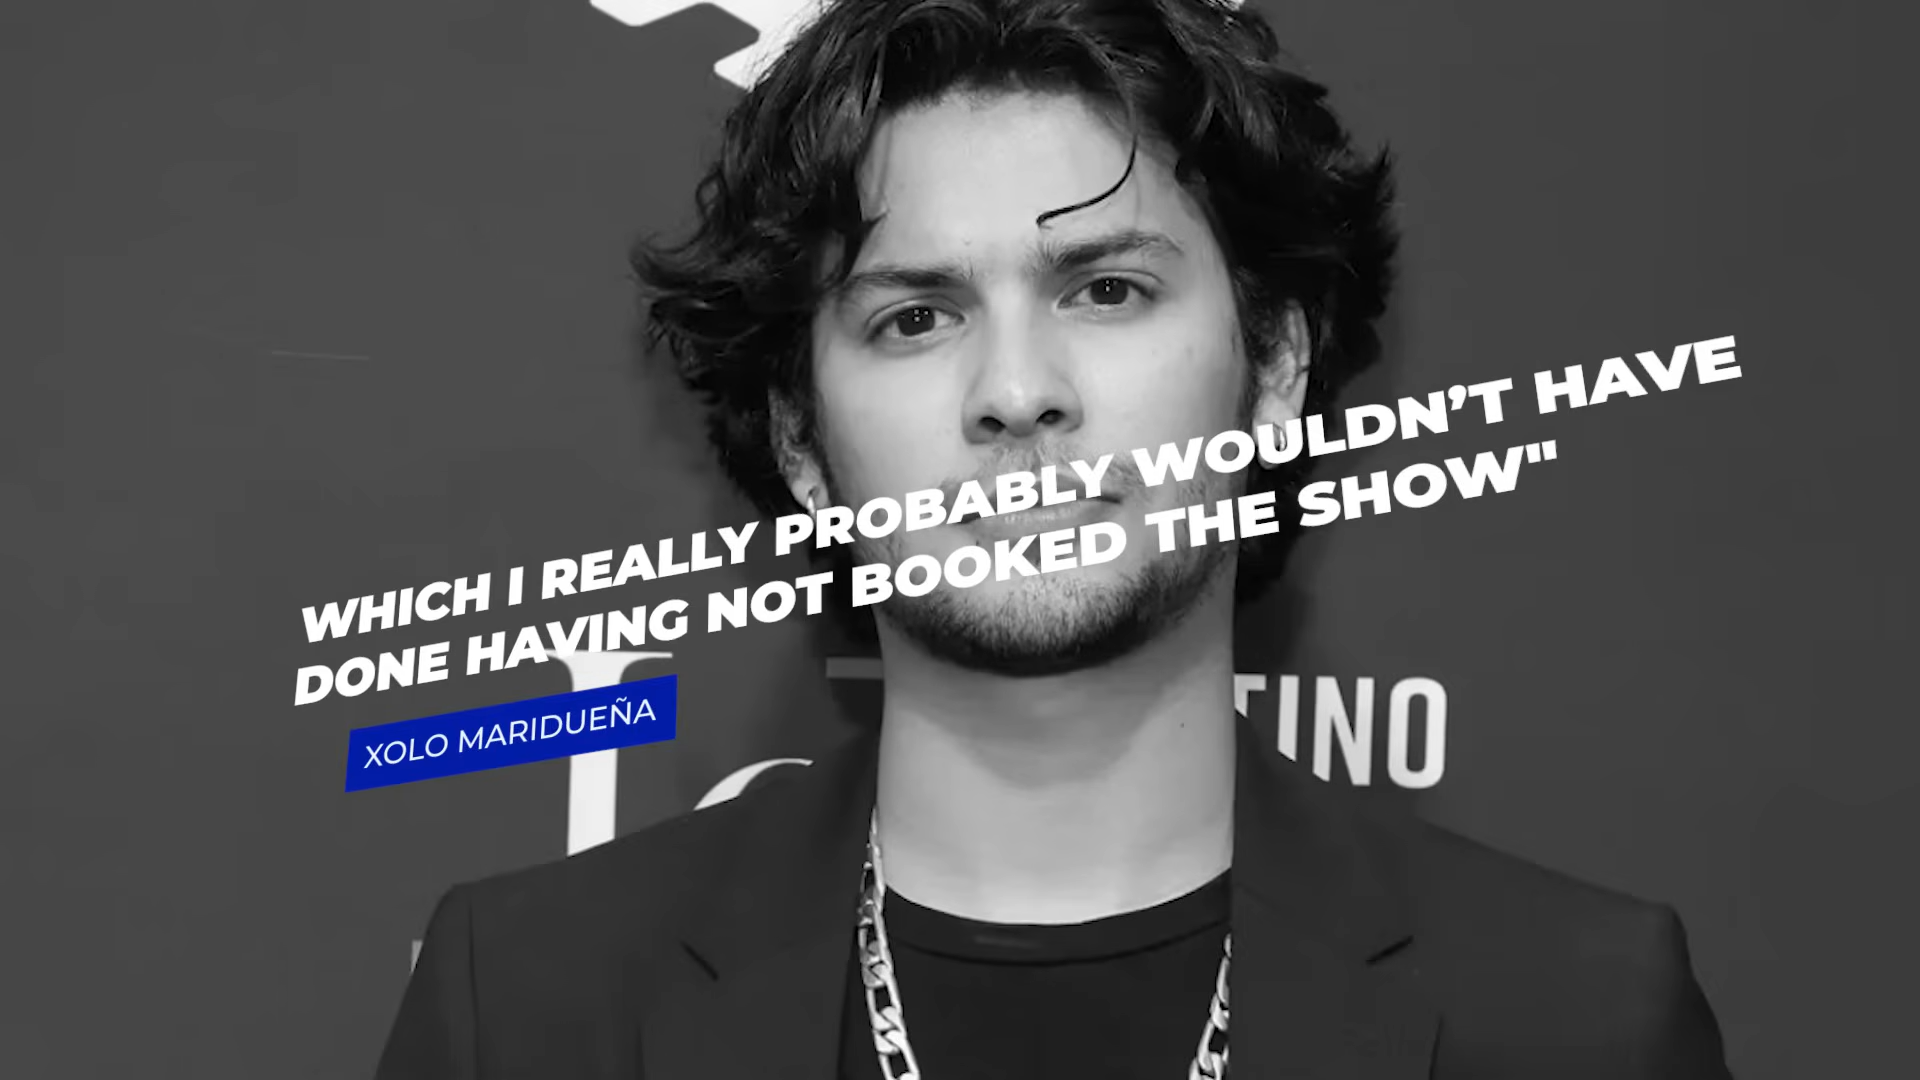 WHICH I REALLY PROBABLY WOULDN'T HAVE
DONE HAVING NOT BOOKED THE SHOW"
XOLO MARIDUEÑA
TINO